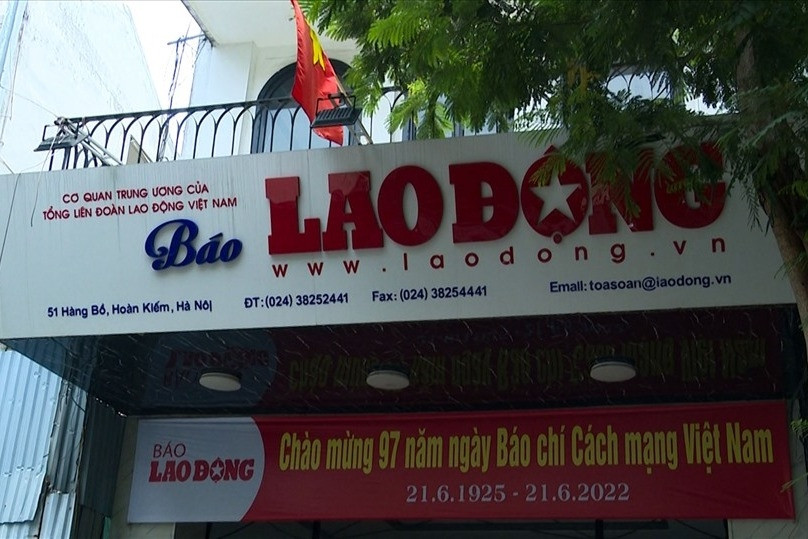 CƠ QUAN TRUNG ƯƠNG CỦA
TỔNG LIÊN ĐOÀN LAO ĐỘNG VIỆT NAM
Báo LAO ĐỘNG
www.laodong.vn
51 Hàng Bồ, Hoàn Kiếm, Hà Nội ĐT: (024) 38252441 Fax: (024) 38254441 Email: toasoan@laodong.vn
BÁO
LAO ĐỘNG
Chào mừng 97 năm ngày Báo chí Cách mạng Việt Nam
21.6.1925 - 21.6.2022